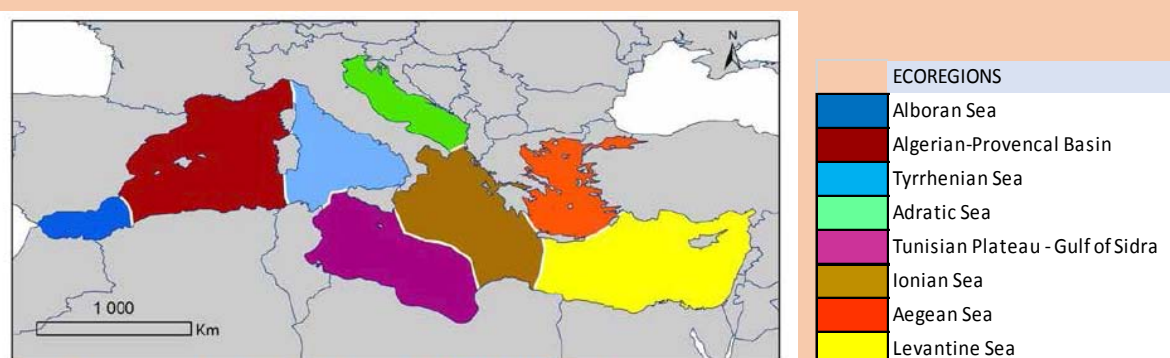 N
1 000
Km
ECOREGIONS
Alboran Sea
Algerian-Provencal Basin
Tyrrhenian Sea
Adratic Sea
Tunisian Plateau - Gulf of Sidra
Ionian Sea
Aegean Sea
Levantine Sea